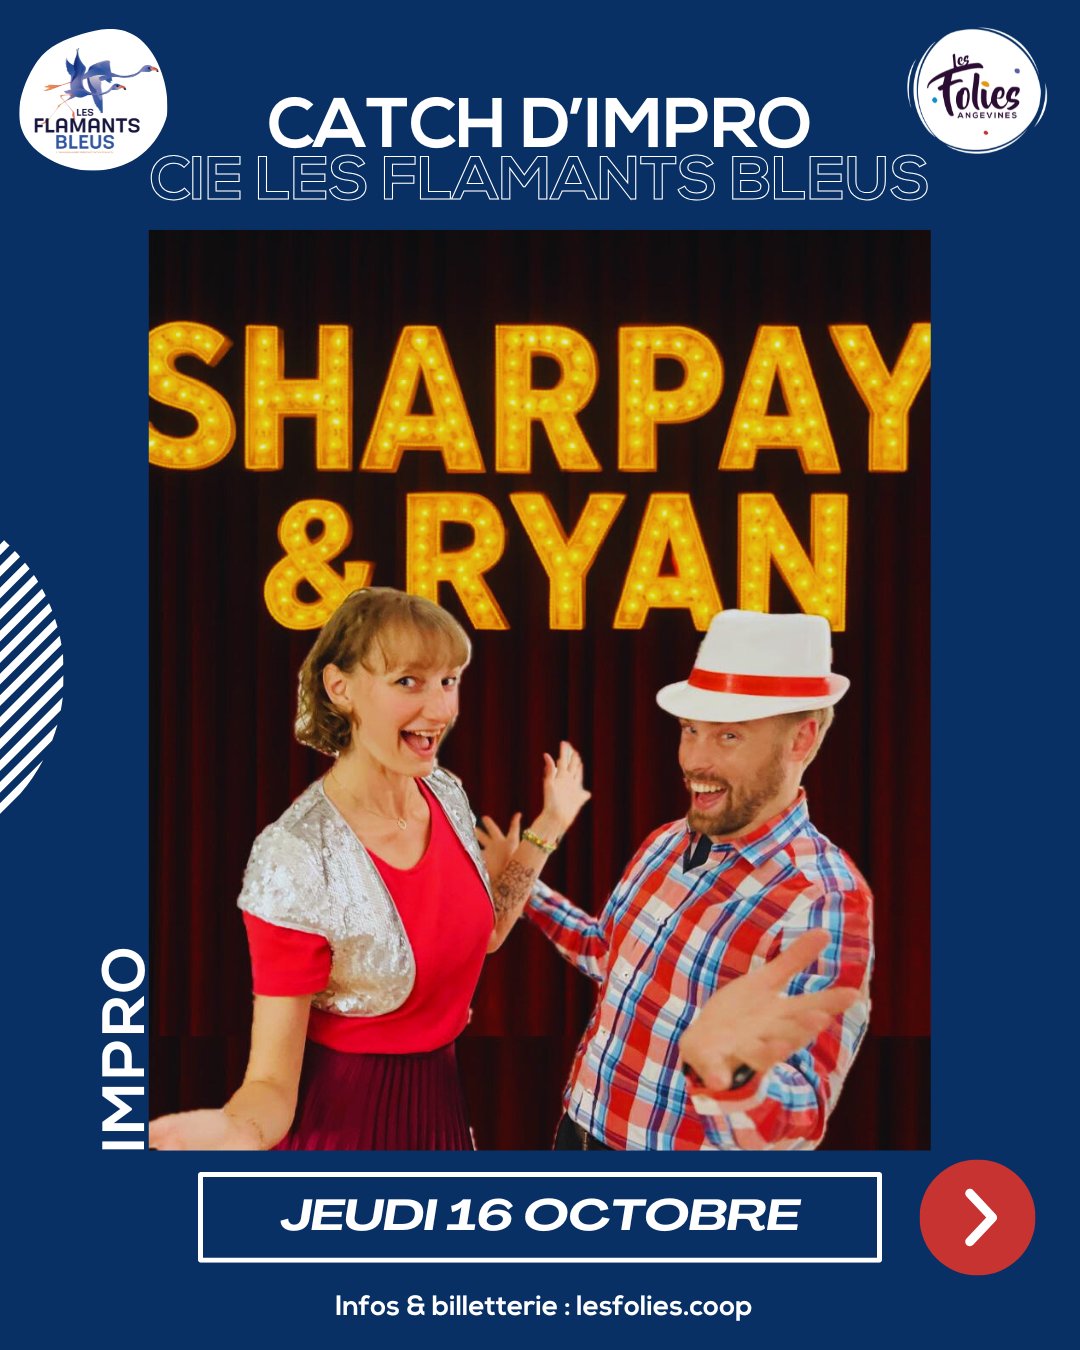 LES
FLAMANTS
BLEUS
Les
Folies
ANGEVINES
CATCH D'IMPRO
CIE LES FLAMANTS BLEUS
SHARPAY
& RYAN
IMPRO
JEUDI 16 OCTOBRE
Infos & billetterie : lesfolies.coop